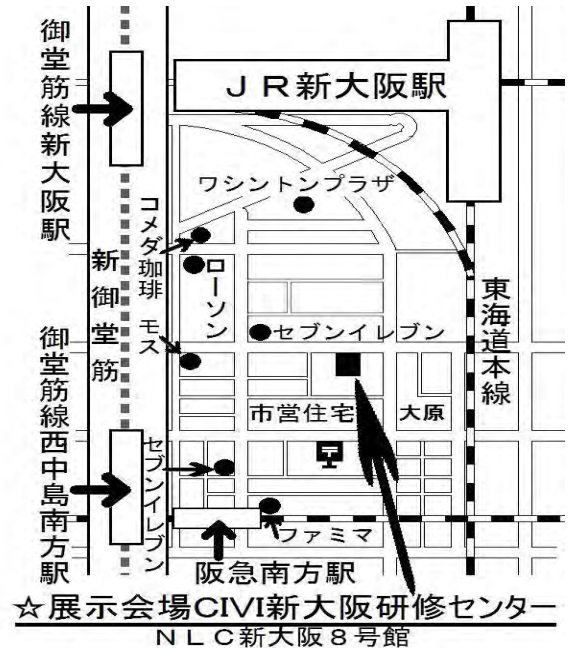 JR新大阪駅
御堂筋線新大阪駅
ワシントンプラザ
コメダ珈琲
ローソン
新御堂筋
モス
セブンイレブン
東海道本線
御堂筋線西中島南方駅
市営住宅
大原
セブンイレブン
〒
ファミマ
阪急南方駅
☆展示会場CIVI新大阪研修センター
NLC新大阪8号館